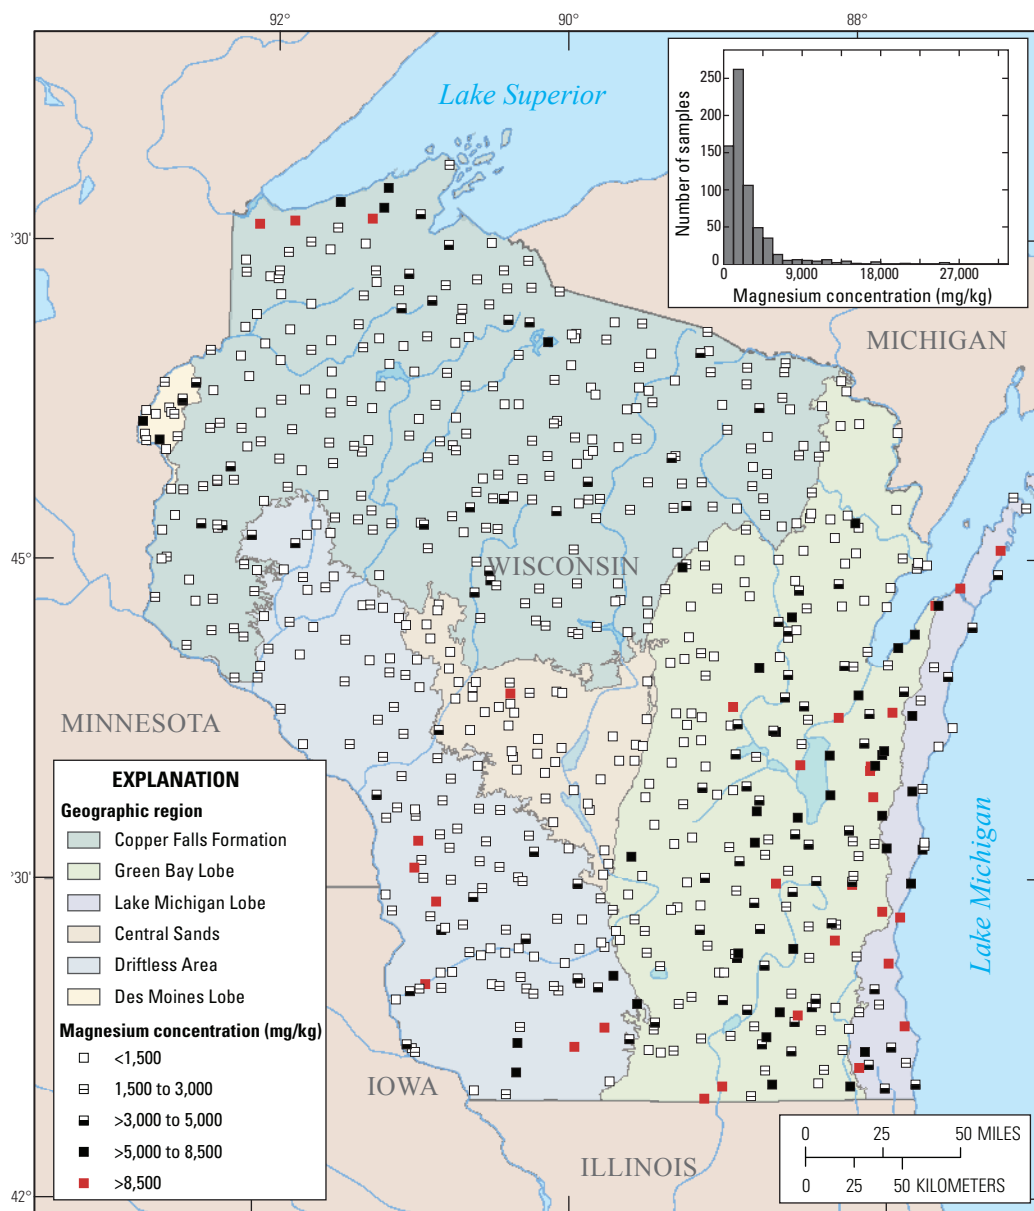 92°
90°
88°
Lake Superior
250
200
150
100
50
0
Number of samples
0
9,000
18,000
27,000
Magnesium concentration (mg/kg)
°30'
MICHIGAN
45°
WISCONSIN
MINNESOTA
EXPLANATION
Geographic region
Copper Falls Formation
Green Bay Lobe
Lake Michigan Lobe
Central Sands
Driftless Area
Des Moines Lobe
Magnesium concentration (mg/kg)
<1,500
1,500 to 3,000
>3,000 to 5,000
>5,000 to 8,500
>8,500
°30'
Lake Michigan
IOWA
ILLINOIS
0 25 50 MILES
0 25 50 KILOMETERS
42°